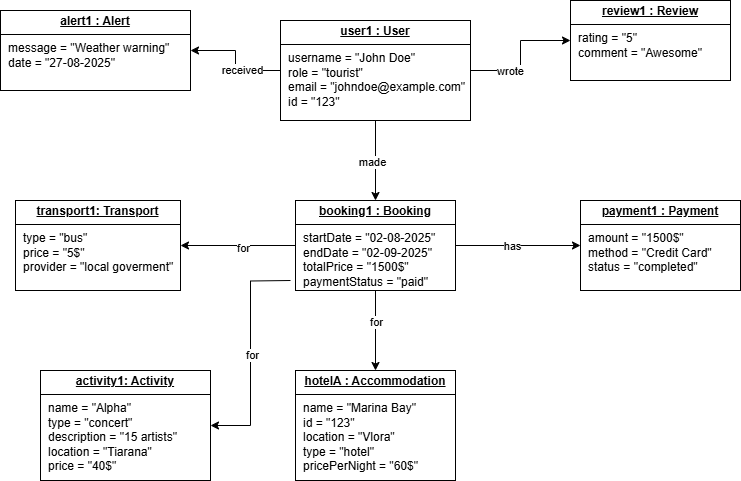 alert1 : Alert
message = "Weather warning"
date = "27-08-2025"
user1 : User
username = "John Doe"
role = "tourist"
email = "johndoe@example.com"
id = "123"
review1 : Review
rating = "5"
comment = "Awesome"
received
wrote
made
transport1: Transport
type = "bus"
price = "5$"
provider = "local goverment"
booking1 : Booking
startDate = "02-08-2025"
endDate = "02-09-2025"
totalPrice = "1500$"
paymentStatus = "paid"
payment1 : Payment
amount = "1500$"
method = "Credit Card"
status = "completed"
for
has
for
for
activity1: Activity
name = "Alpha"
type = "concert"
description = "15 artists"
location = "Tiarana"
price = "40$"
hotelA : Accommodation
name = "Marina Bay"
id = "123"
location = "Vlora"
type = "hotel"
pricePerNight = "60$"